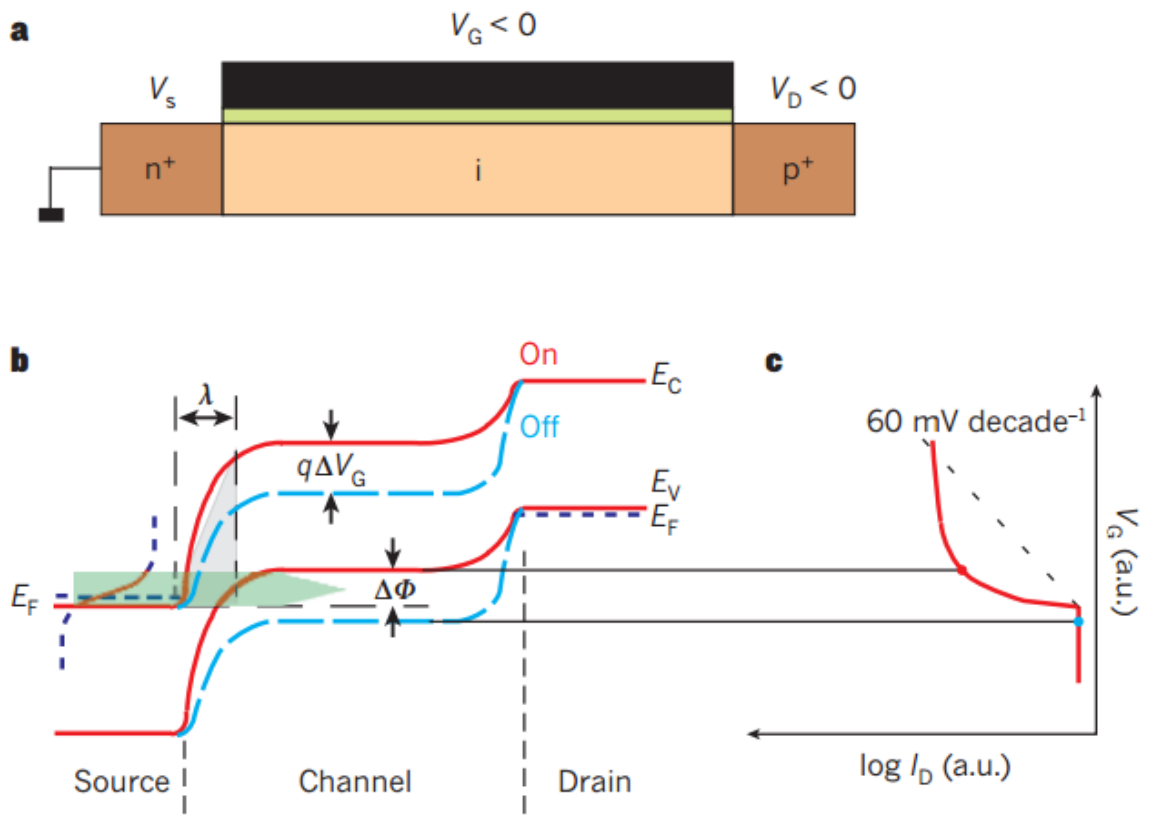 a
V_G < 0
V_s
V_D < 0
n⁺
i
p⁺
b
c
On
λ
E_C
60 mV decade⁻¹
Off
qΔV_G
E_V
E_F
V_G (a.u.)
E_F
ΔΦ
log I_D (a.u.)
Source
Channel
Drain